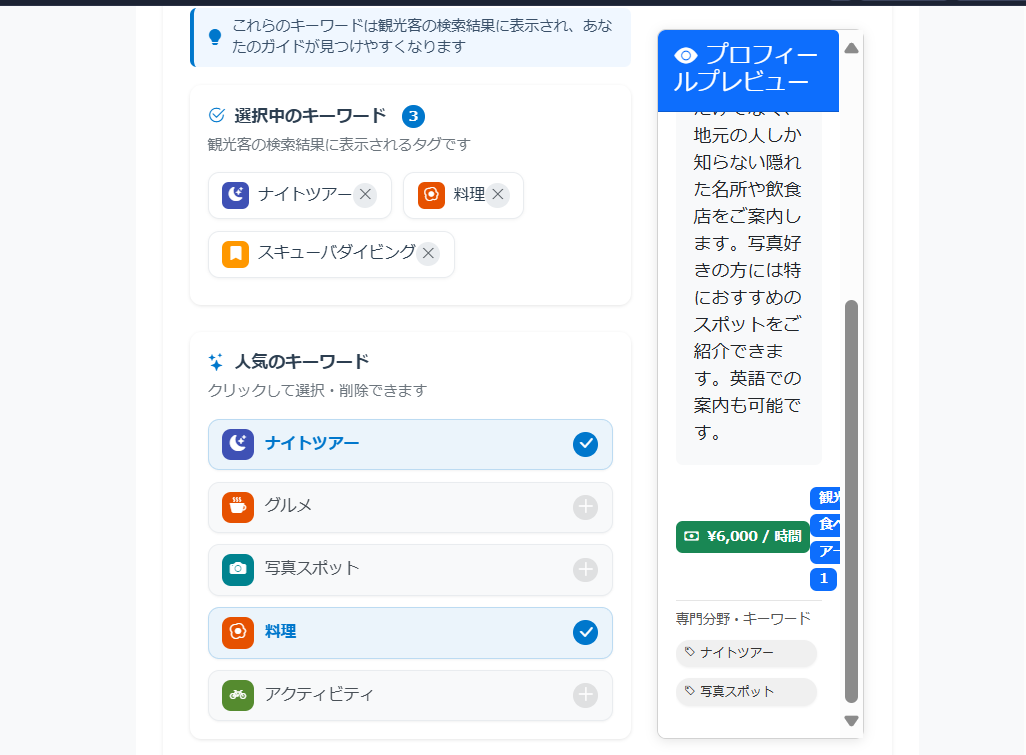 これらのキーワードは観光客の検索結果に表示され、あな
たのガイドが見つけやすくなります
選択中のキーワード 3
観光客の検索結果に表示されるタグです
ナイトツアー
料理
スキューバダイビング
人気のキーワード
クリックして選択・削除できます
ナイトツアー
グルメ
写真スポット
料理
アクティビティ
プロフィー
ルプレビュー
地元の人しか
知らない隠れ
た名所や飲食
店をご案内し
ます。写真好
きの方には特
におすすめの
スポットをご
紹介できま
す。英語での
案内も可能で
す。
¥6,000 / 時間
観光
食べ
アー
1
専門分野・キーワード
ナイトツアー
写真スポット